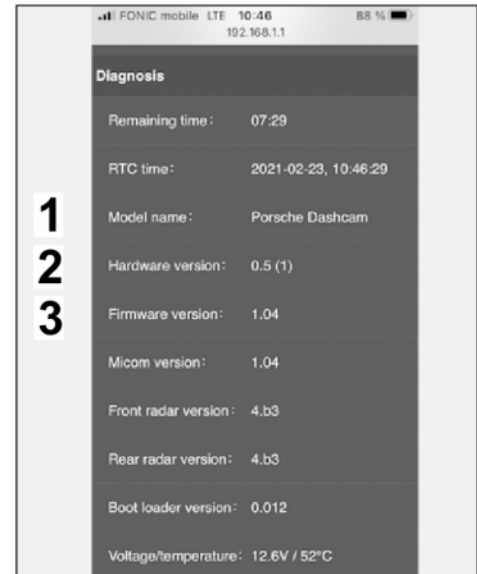 FONIC mobile LTE 10:46 88 %
192.168.1.1
Diagnosis
Remaining time: 07:29
RTC time: 2021-02-23, 10:46:29
1 Model name: Porsche Dashcam
2 Hardware version: 0.5 (1)
3 Firmware version: 1.04
Micom version: 1.04
Front radar version: 4.b3
Rear radar version: 4.b3
Boot loader version: 0.012
Voltage/temperature: 12.6V / 52°C